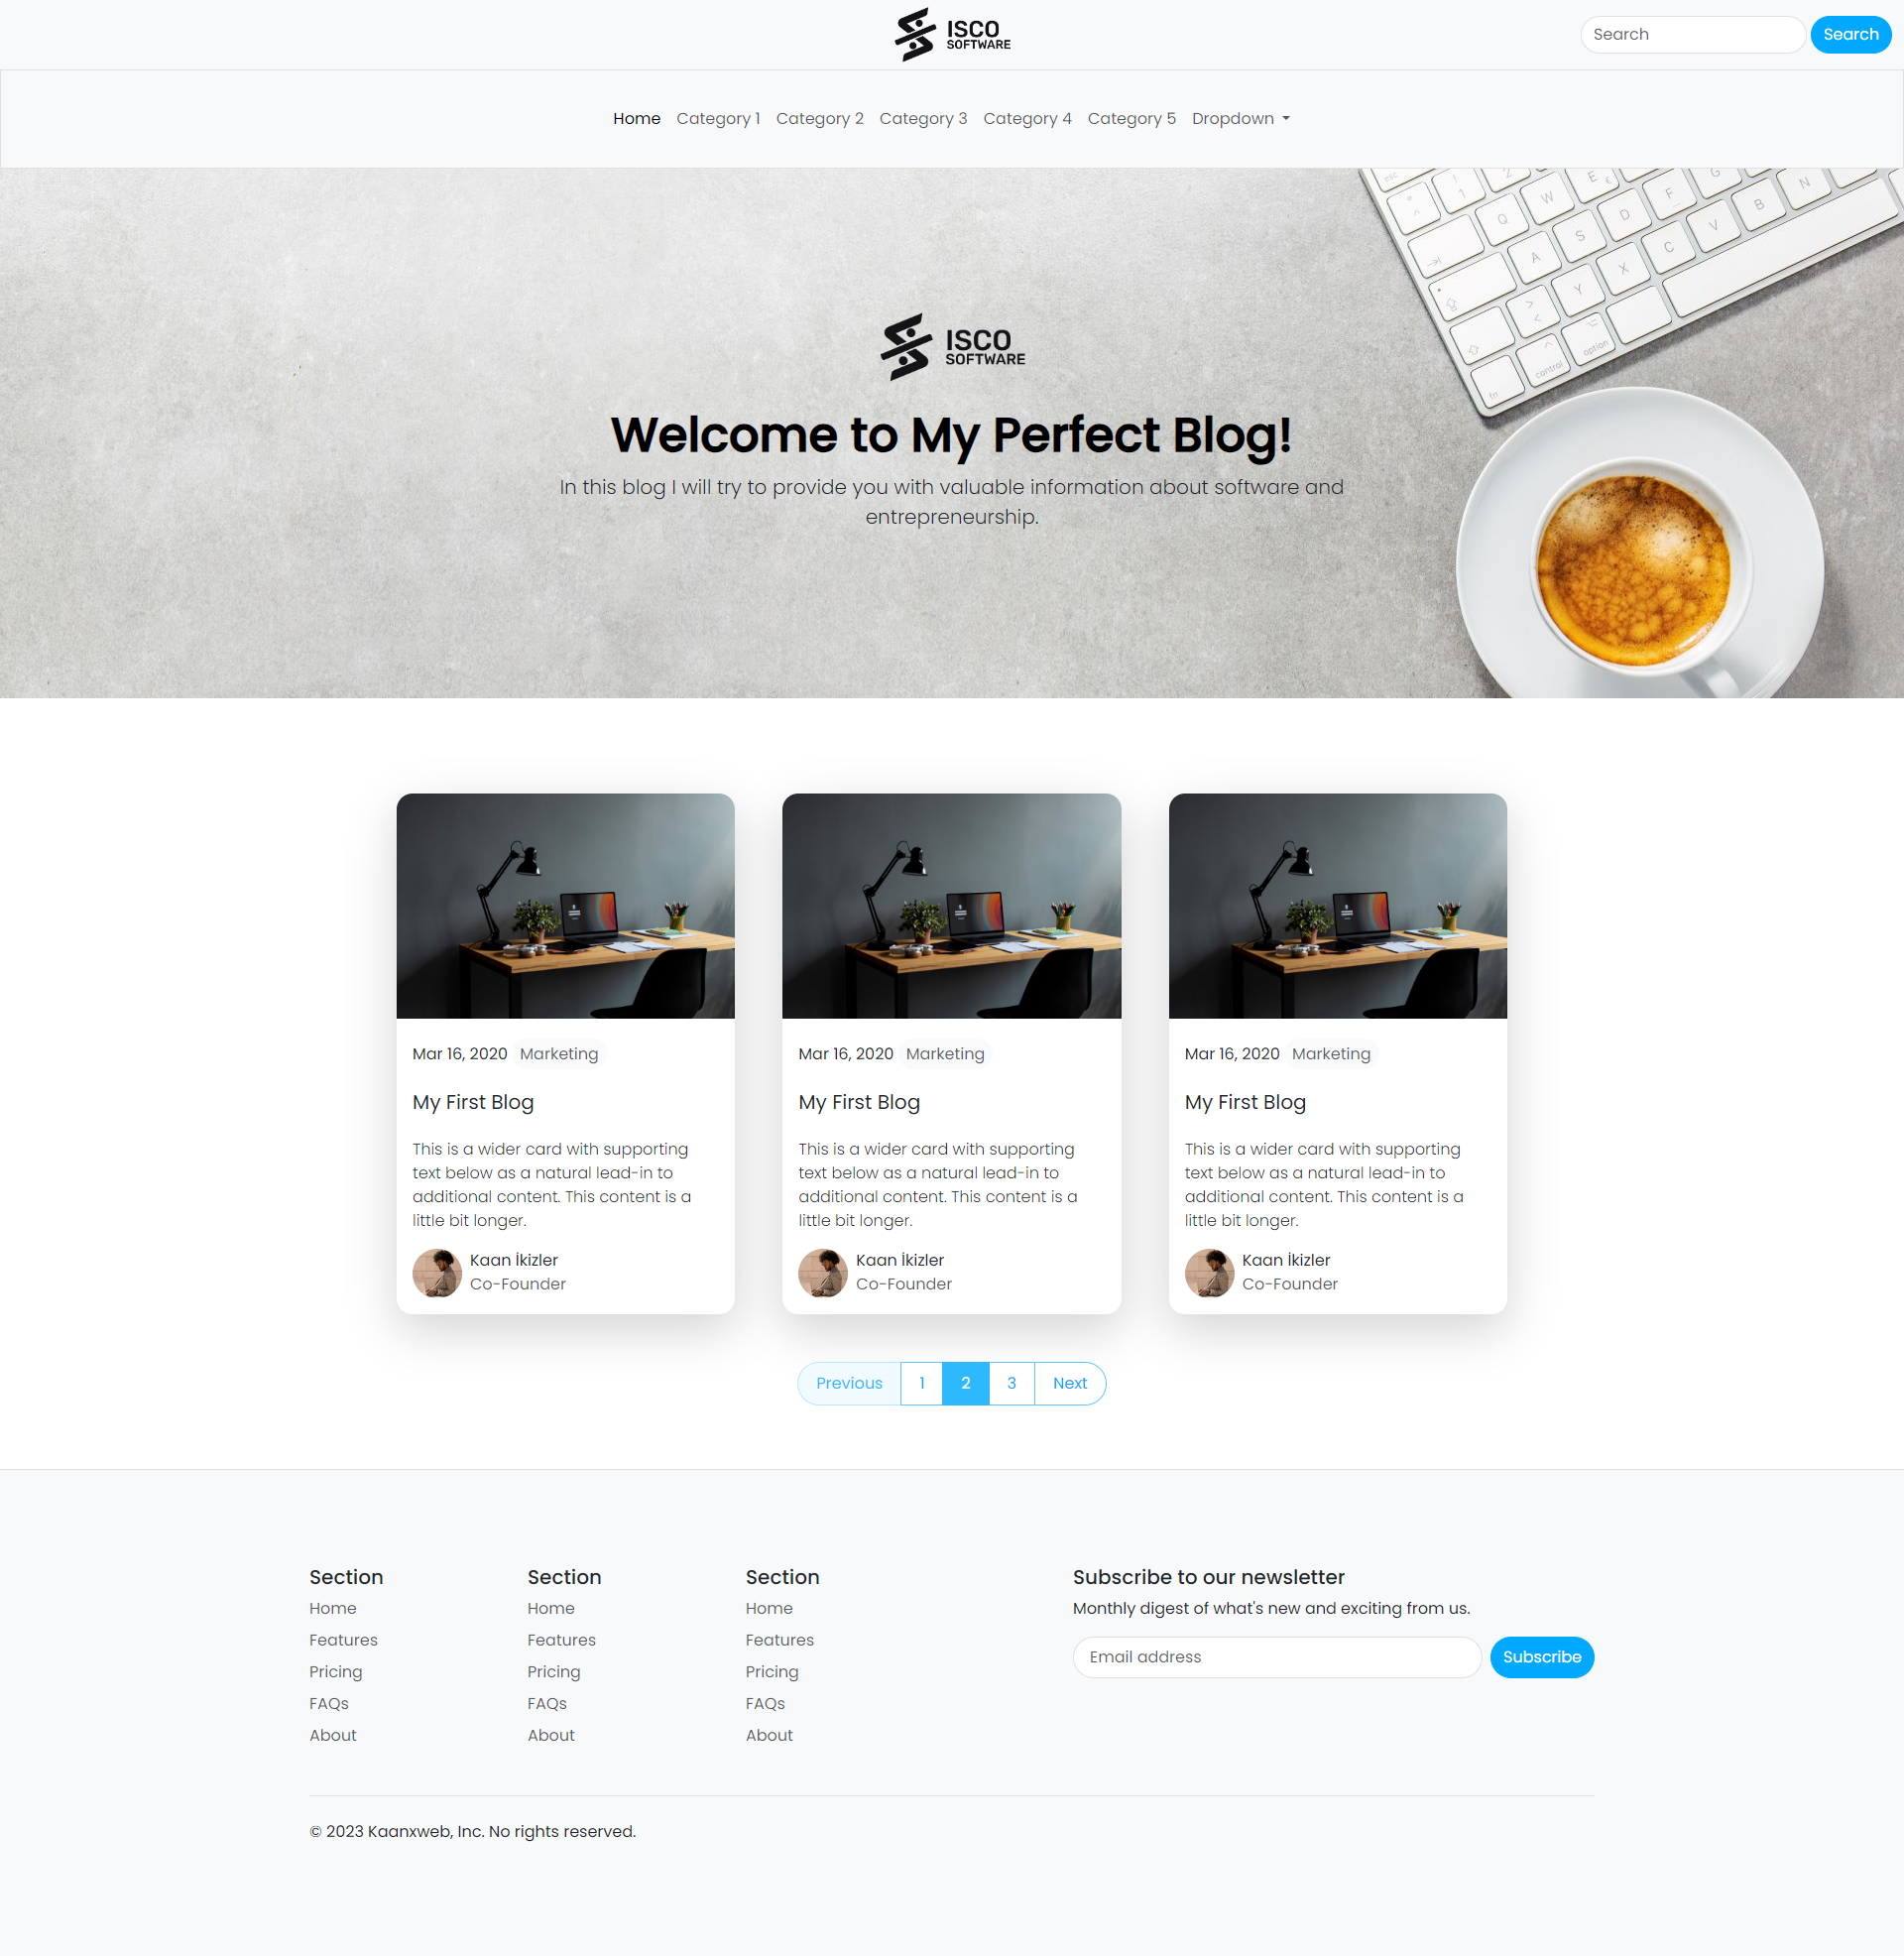 ISCO
SOFTWARE
Search Search
Home Category 1 Category 2 Category 3 Category 4 Category 5 Dropdown
esc ! 1 2 E € G
Q W F N
A S D V B
> < Y X C
fn control option
ISCO
SOFTWARE
Welcome to My Perfect Blog!
In this blog I will try to provide you with valuable information about software and
entrepreneurship.
Mar 16, 2020 Marketing
My First Blog
This is a wider card with supporting
text below as a natural lead-in to
additional content. This content is a
little bit longer.
Kaan İkizler
Co-Founder
Mar 16, 2020 Marketing
My First Blog
This is a wider card with supporting
text below as a natural lead-in to
additional content. This content is a
little bit longer.
Kaan İkizler
Co-Founder
Mar 16, 2020 Marketing
My First Blog
This is a wider card with supporting
text below as a natural lead-in to
additional content. This content is a
little bit longer.
Kaan İkizler
Co-Founder
Previous 1 2 3 Next
Section
Home
Features
Pricing
FAQs
About
Section
Home
Features
Pricing
FAQs
About
Section
Home
Features
Pricing
FAQs
About
Subscribe to our newsletter
Monthly digest of what's new and exciting from us.
Email address Subscribe
© 2023 Kaanxweb, Inc. No rights reserved.